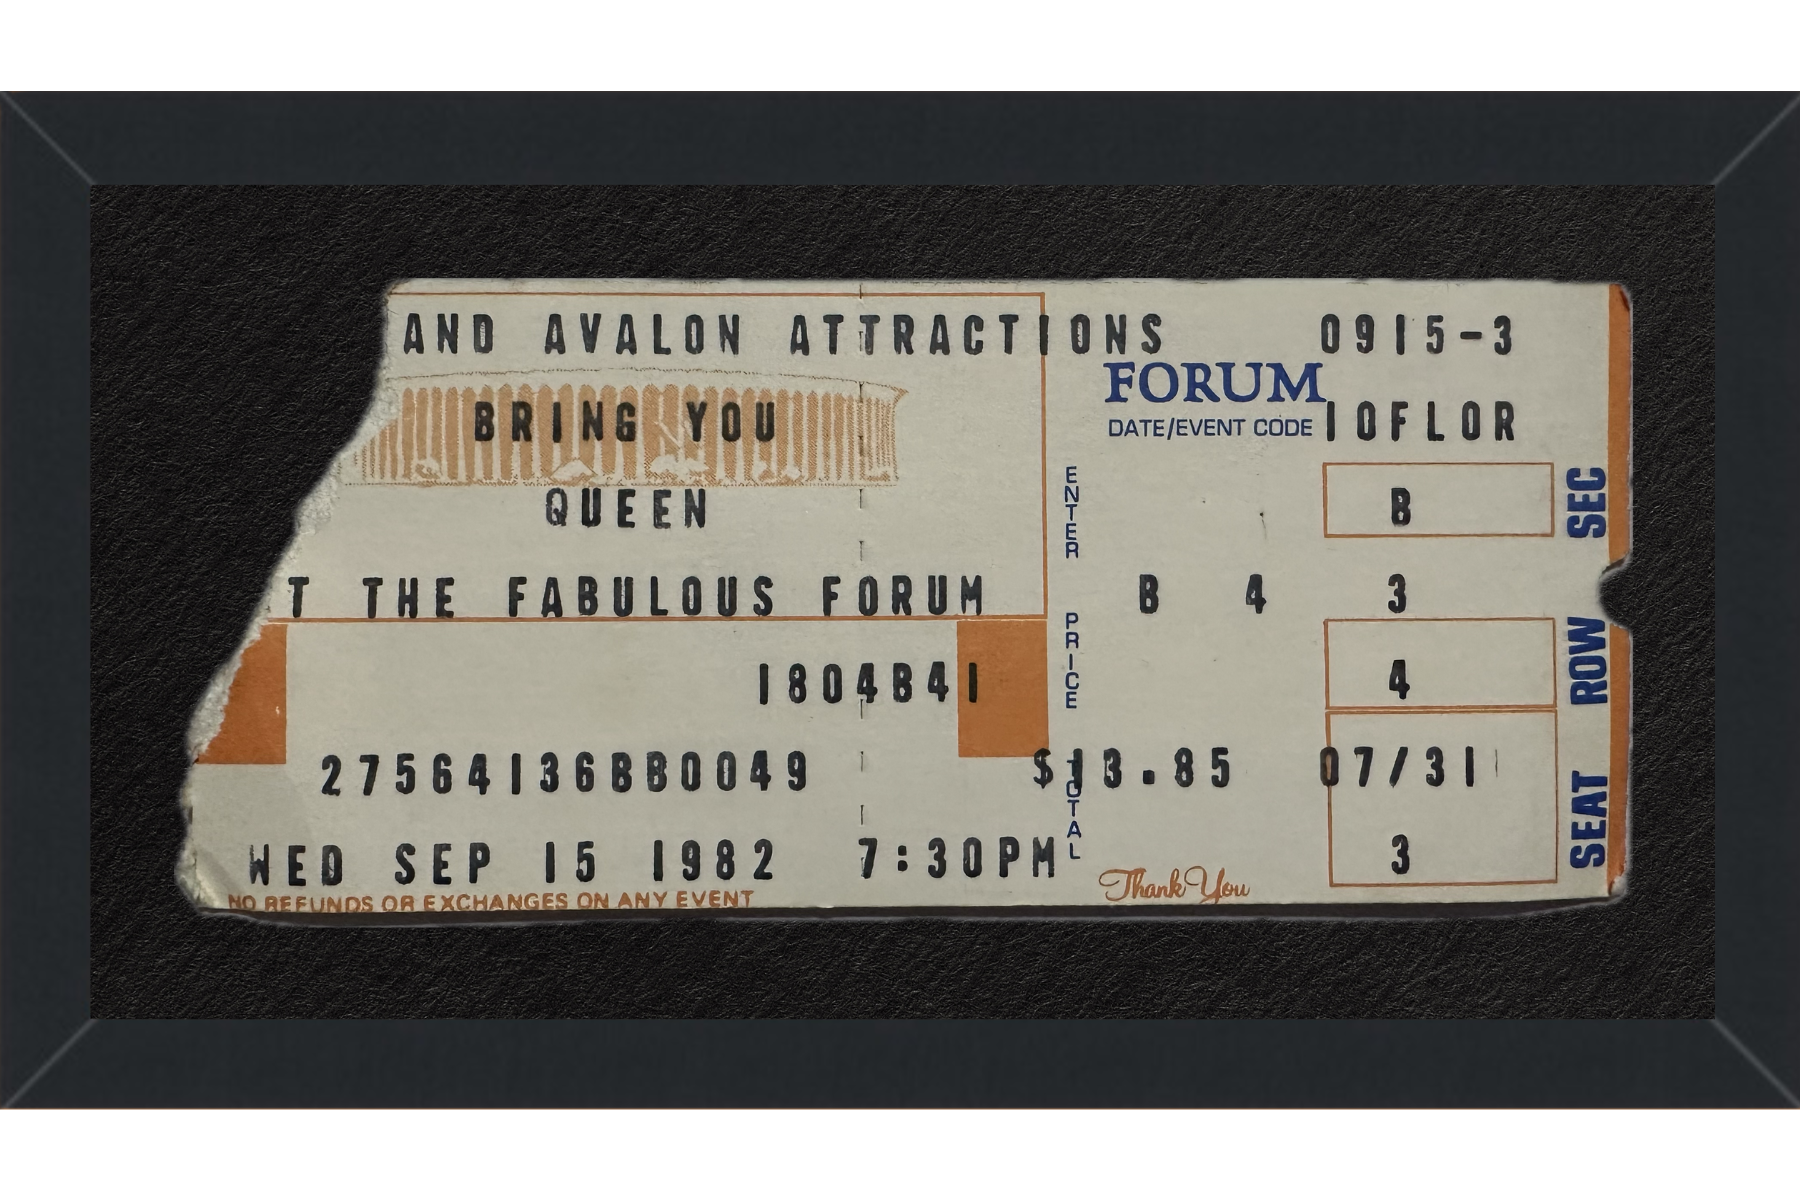 AND AVALON ATTRACTIONS 0915-3
FORUM
BRING YOU
DATE/EVENT CODE 10FLOR
QUEEN
ENTER PRICE
B
SEC
T THE FABULOUS FORUM B 4 3
1804B41
4
ROW
27564136BB0049 $13.85 07/31
TOTAL
WED SEP 15 1982 7:30PM 3
SEAT
NO REFUNDS OR EXCHANGES ON ANY EVENT
Thank You